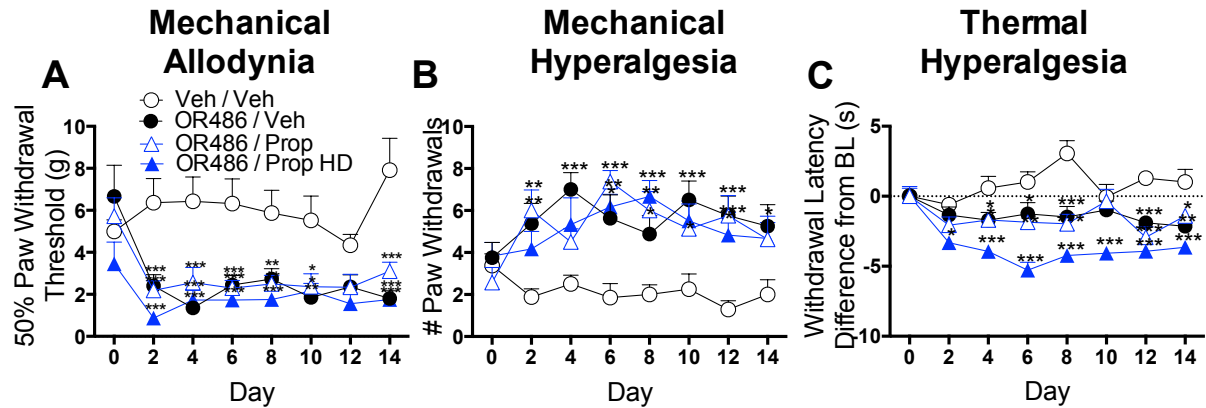 Mechanical
Allodynia
Mechanical
Hyperalgesia
Thermal
Hyperalgesia
A
B
C
Veh / Veh
OR486 / Veh
OR486 / Prop
OR486 / Prop HD
50% Paw Withdrawal
Threshold (g)
10
8
6
4
2
0
*** *** *** ** * ***
*** *** *** *** ** ***
*** ***
0 2 4 6 8 10 12 14
Day
# Paw Withdrawals
10
8
6
4
2
0
** *** *** *** *** ***
** ** ** ** *
* * * ***
0 2 4 6 8 10 12 14
Day
Withdrawal Latency
Difference from BL (s)
5
0
-5
-10
* * *** *** *
* ** *** *** **
* *** *** *** *** *** ***
0 2 4 6 8 10 12 14
Day